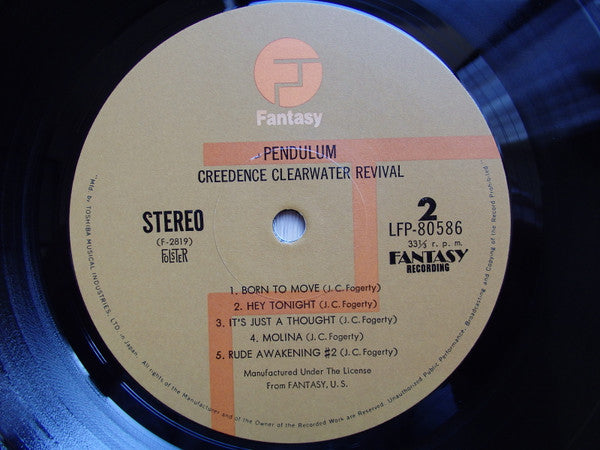 Fantasy
PENDULUM
CREEDENCE CLEARWATER REVIVAL
STEREO
(F-2819)
FOLSTER
2
LFP-80586
33⅓ r. p. m.
FANTASY
RECORDING
1. BORN TO MOVE (J. C. Fogerty)
2. HEY TONIGHT (J. C. Fogerty)
3. IT'S JUST A THOUGHT (J. C. Fogerty)
4. MOLINA (J. C. Fogerty)
5. RUDE AWAKENING #2 (J. C. Fogerty)
Manufactured Under The License
From FANTASY, U. S.
"Mfd. by TOSHIBA MUSICAL INDUSTRIES, LTD. in Japan. All Rights of the Manufacturer and of the Owner of the Recorded Work are Reserved. Unauthorized Public Performance, Broadcasting and Copying of the Record Prohibited."